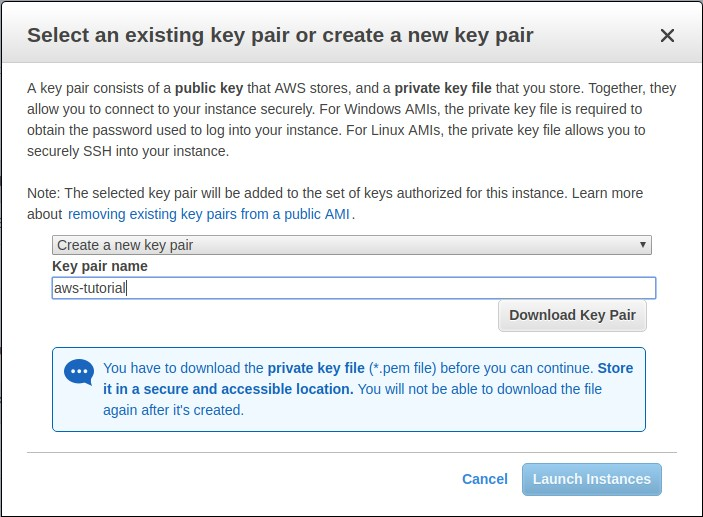 Select an existing key pair or create a new key pair
A key pair consists of a public key that AWS stores, and a private key file that you store. Together, they
allow you to connect to your instance securely. For Windows AMIs, the private key file is required to
obtain the password used to log into your instance. For Linux AMIs, the private key file allows you to
securely SSH into your instance.
Note: The selected key pair will be added to the set of keys authorized for this instance. Learn more
about removing existing key pairs from a public AMI.
Create a new key pair
Key pair name
aws-tutorial
Download Key Pair
You have to download the private key file (*.pem file) before you can continue. Store
it in a secure and accessible location. You will not be able to download the file
again after it's created.
Cancel Launch Instances